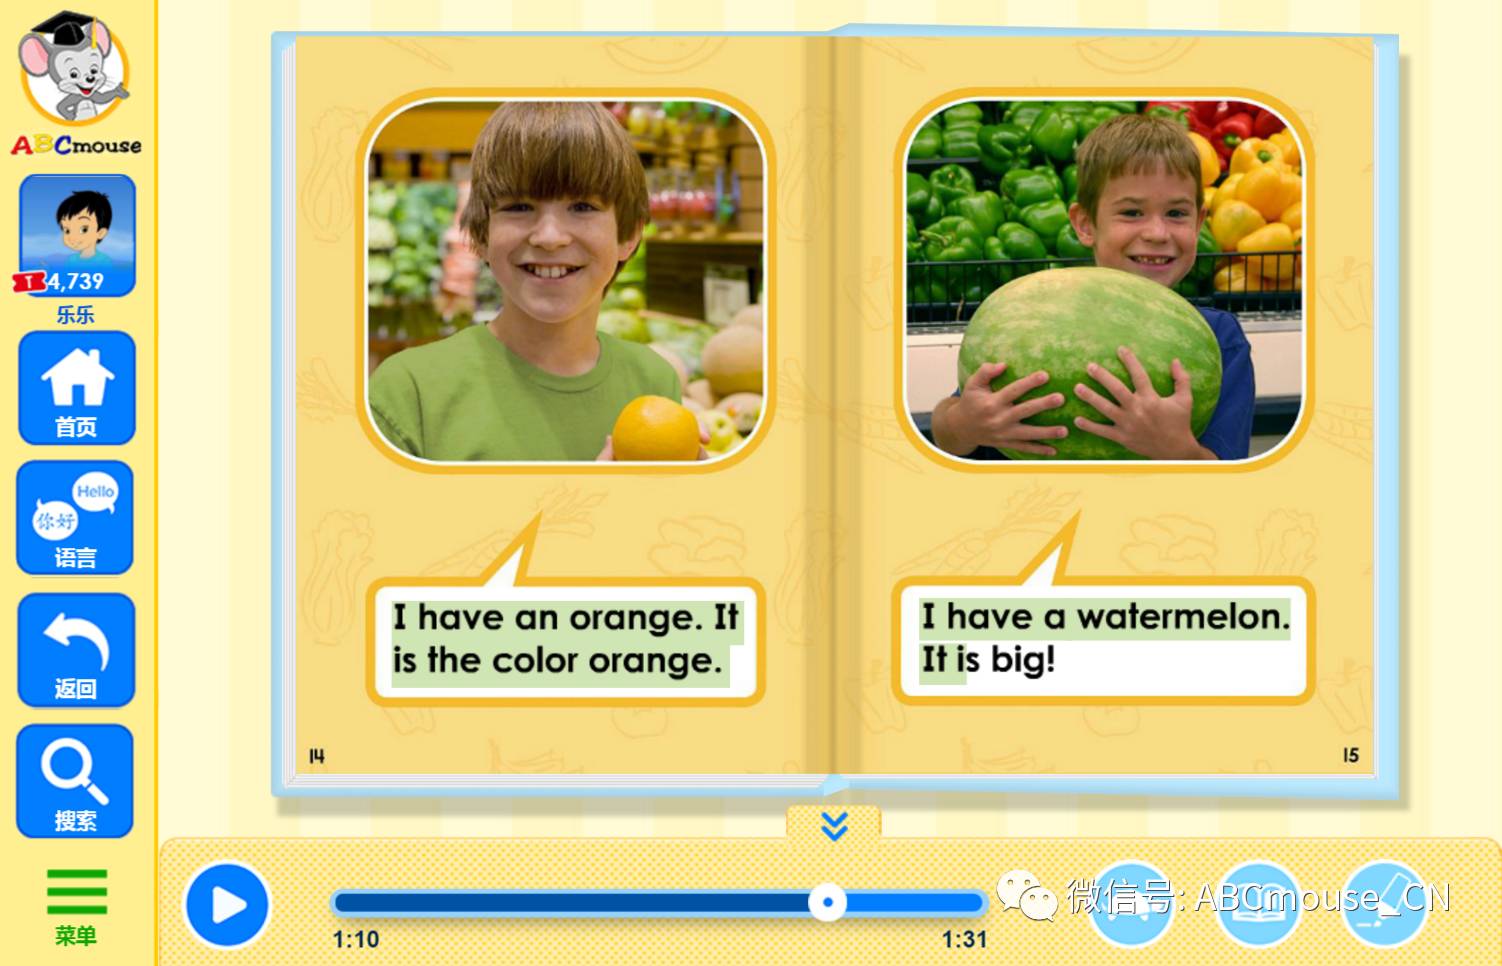 ABCmouse
T 4,739
乐乐
首页
Hello
你好
语言
返回
搜索
菜单
I have an orange. It
is the color orange.
14
I have a watermelon.
It is big!
15
1:10
1:31
微信号: ABCmouse_CN